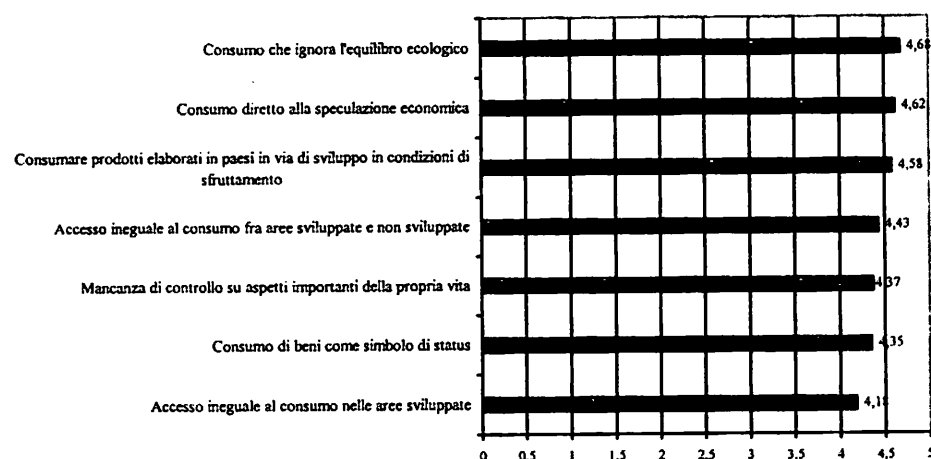 Consumo che ignora l'equilibro ecologico
4,68
Consumo diretto alla speculazione economica
4,62
Consumare prodotti elaborati in paesi in via di sviluppo in condizioni di
sfruttamento
4,58
Accesso ineguale al consumo fra aree sviluppate e non sviluppate
4,43
Mancanza di controllo su aspetti importanti della propria vita
4,37
Consumo di beni come simbolo di status
4,35
Accesso ineguale al consumo nelle aree sviluppate
0 0.5 1 1,5 2 2,5 3 3,5 4 4,5 5